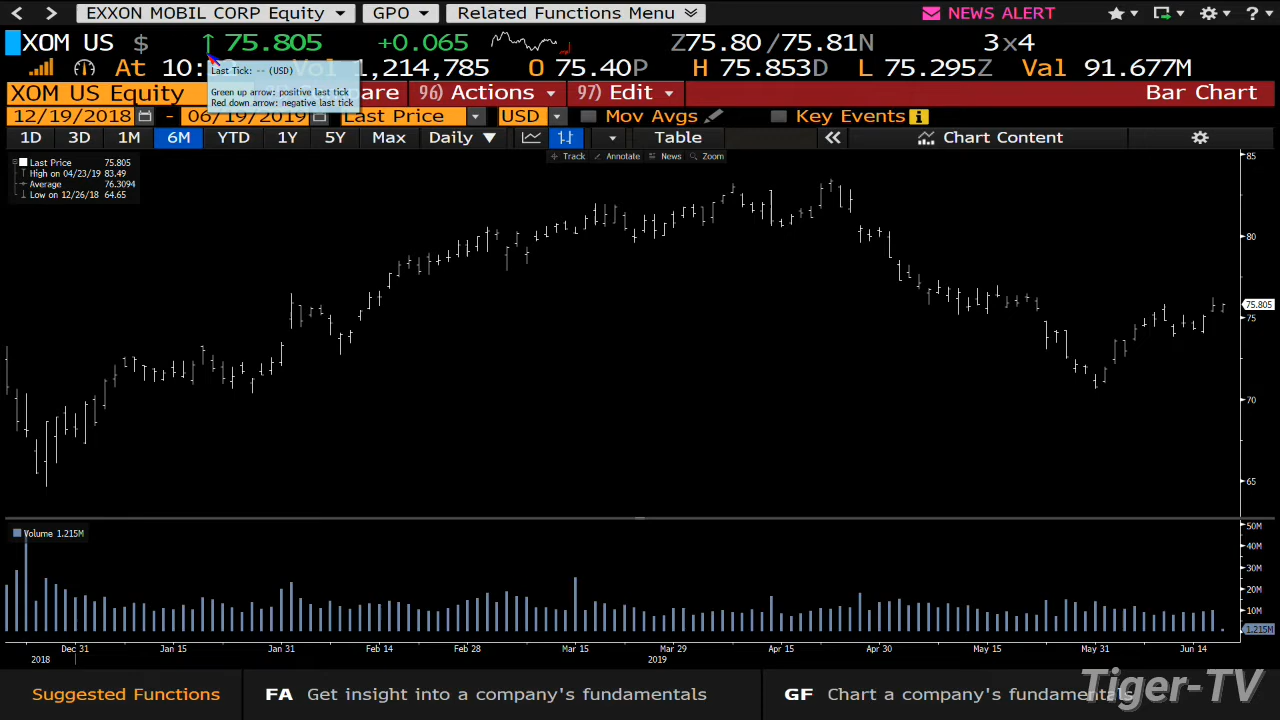 EXXON MOBIL CORP Equity GPO Related Functions Menu NEWS ALERT ?
XOM US $ ↑ 75.805 +0.065 Z75.80 /75.81N 3x4
At 10: Vol 1,214,785 O 75.40P H 75.853D L 75.295Z Val 91.677M
Last Tick: -- (USD)
Green up arrow: positive last tick
Red down arrow: negative last tick
XOM US Equity 96) Actions 97) Edit Bar Chart
12/19/2018 - 06/19/2019 Last Price USD Mov Avgs Key Events
1D 3D 1M 6M YTD 1Y 5Y Max Daily ▼ Table « Chart Content
Track Annotate News Zoom
Last Price 75.805
High on 04/23/19 83.49
Average 76.3094
Low on 12/26/18 64.65
85
80
75.805
75
70
65
Volume 1.215M
50M
40M
30M
20M
10M
1.215M
Dec 31 Jan 15 Jan 31 Feb 14 Feb 28 Mar 15 Mar 29 Apr 15 Apr 30 May 15 May 31 Jun 14
2018 2019
Suggested Functions FA Get insight into a company's fundamentals GF Chart a company's fundamentals
Tiger-TV